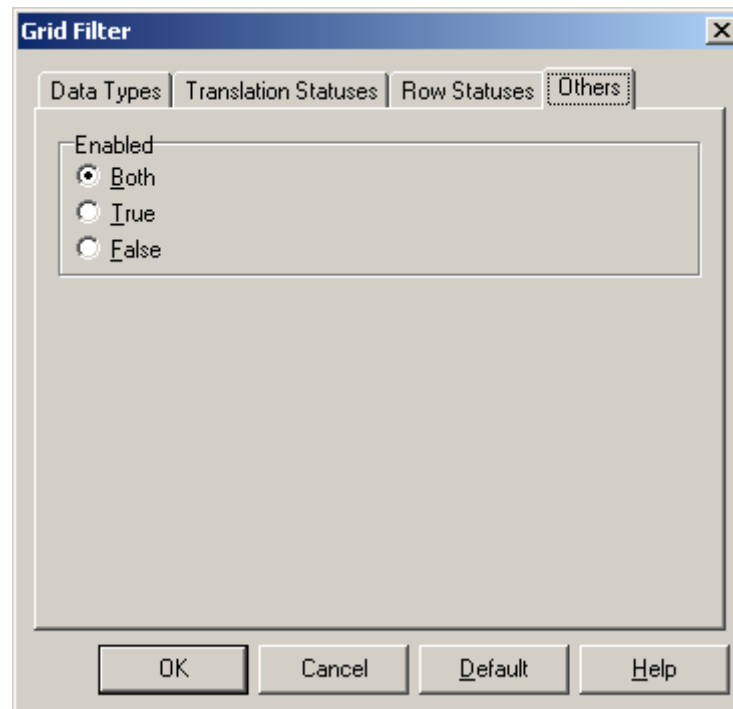 Grid Filter
Data Types Translation Statuses Row Statuses Others
Enabled
Both
True
False
OK Cancel Default Help